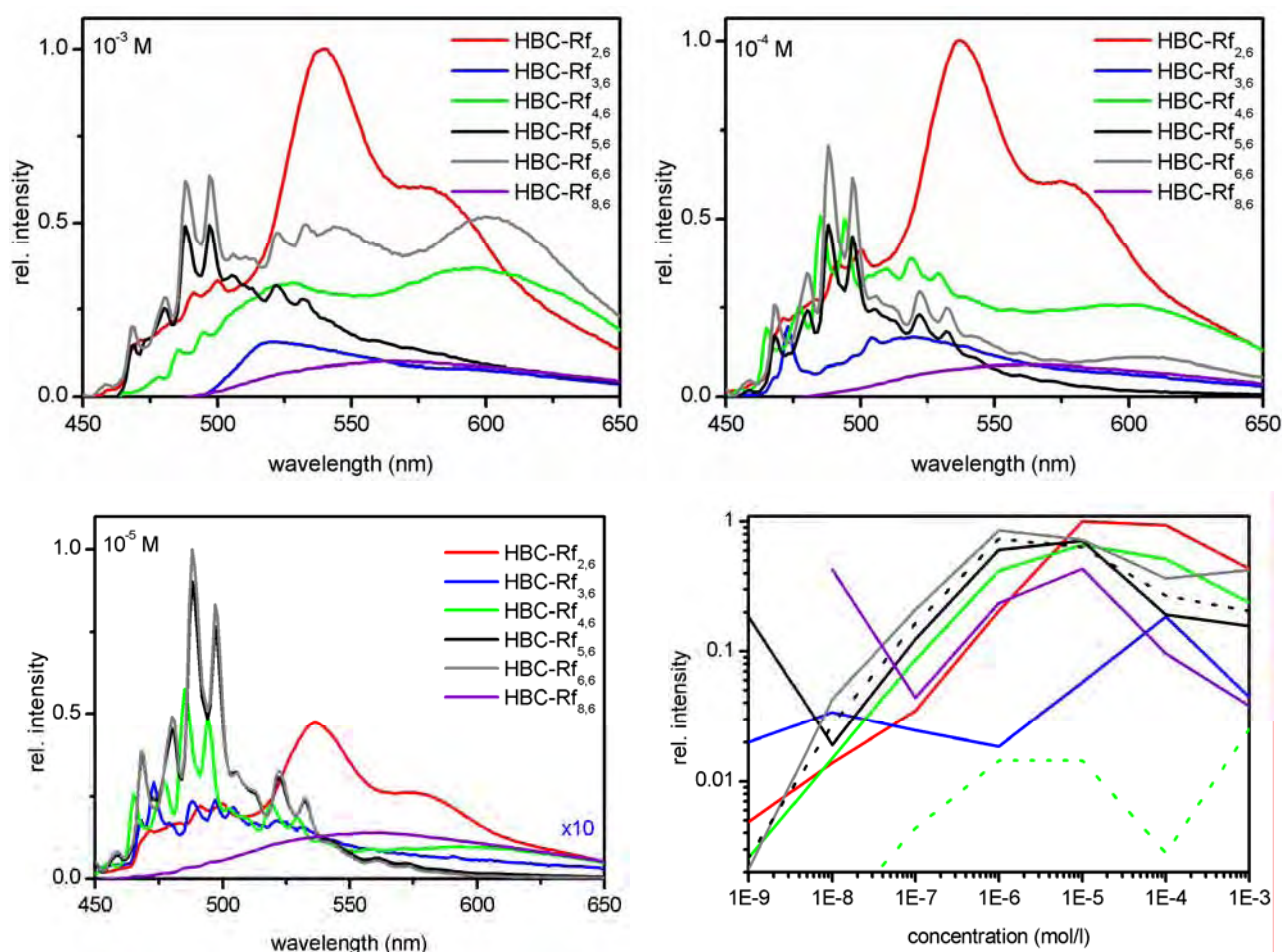 10⁻³ M
HBC-Rf₂,₆
HBC-Rf₃,₆
HBC-Rf₄,₆
HBC-Rf₅,₆
HBC-Rf₆,₆
HBC-Rf₈,₆
rel. intensity
1.0
0.5
0.0
450 500 550 600 650
wavelength (nm)
10⁻⁴ M
HBC-Rf₂,₆
HBC-Rf₃,₆
HBC-Rf₄,₆
HBC-Rf₅,₆
HBC-Rf₆,₆
HBC-Rf₈,₆
rel. intensity
1.0
0.5
0.0
450 500 550 600 650
wavelength (nm)
10⁻⁵ M
HBC-Rf₂,₆
HBC-Rf₃,₆
HBC-Rf₄,₆
HBC-Rf₅,₆
HBC-Rf₆,₆
HBC-Rf₈,₆
x10
rel. intensity
1.0
0.5
0.0
450 500 550 600 650
wavelength (nm)
rel. intensity
1
0.1
0.01
1E-9 1E-8 1E-7 1E-6 1E-5 1E-4 1E-3
concentration (mol/l)